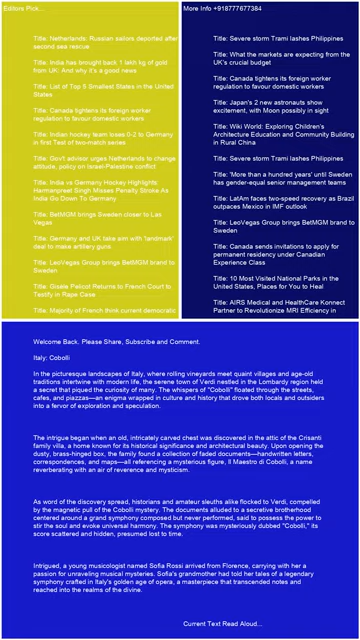 Editors Pick...
Title: Netherlands: Russian sailors deported after
second sea rescue
Title: India has brought back 1 lakh kg of gold
from UK. And why it's a good news
Title: List of Top 5 Smallest States in the United
States
Title: Canada tightens its foreign worker
regulation to favour domestic workers
Title: Indian hockey team loses 0-2 to Germany
in first Test of two-match series
Title: Gov't advisor urges Netherlands to change
attitude, policy on Israel-Palestine conflict
Title: India vs Germany Hockey Highlights:
Harmanpreet Singh Misses Penalty Stroke As
India Go Down To Germany
Title: BetMGM brings Sweden closer to Las
Vegas
Title: Germany and UK take aim with 'landmark'
deal to make artillery guns
Title: LeoVegas Group brings BetMGM brand to
Sweden
Title: Gisele Pelicot Returns to French Court to
Testify in Rape Case
Title: Majority of French think current democratic
More Info +918777677384
Title: Severe storm Trami lashes Philippines
Title: What the markets are expecting from the
UK's crucial budget
Title: Canada tightens its foreign worker
regulation to favour domestic workers
Title: Japan's 2 new astronauts show
excitement, with Moon possibly in sight
Title: Wiki World: Exploring Children's
Architecture Education and Community Building
in Rural China
Title: Severe storm Trami lashes Philippines
Title: 'More than a hundred years' until Sweden
has gender-equal senior management teams
Title: LatAm faces two-speed recovery as Brazil
outpaces Mexico in IMF outlook
Title: LeoVegas Group brings BetMGM brand to
Sweden
Title: Canada sends invitations to apply for
permanent residency under Canadian
Experience Class
Title: 10 Most Visited National Parks in the
United States, Places for You to Heal
Title: AIRS Medical and HealthCare Konnect
Partner to Revolutionize MRI Efficiency in
Welcome Back. Please Share, Subscribe and Comment.
Italy: Cobolli
In the picturesque landscapes of Italy, where rolling vineyards meet quaint villages and age-old
traditions intertwine with modern life, the serene town of Verdi nestled in the Lombardy region held
a secret that piqued the curiosity of many. The whispers of "Cobolli" floated through the streets,
cafes, and piazzas—an enigma wrapped in culture and history that drove both locals and outsiders
into a fervor of exploration and speculation.
The intrigue began when an old, intricately carved chest was discovered in the attic of the Crisanti
family villa, a home known for its historical significance and architectural beauty. Upon opening the
dusty, brass-hinged box, the family found a collection of faded documents—handwritten letters,
correspondences, and maps—all referencing a mysterious figure, Il Maestro di Cobolli, a name
reverberating with an air of reverence and mysticism.
As word of the discovery spread, historians and amateur sleuths alike flocked to Verdi, compelled
by the magnetic pull of the Cobolli mystery. The documents alluded to a secretive brotherhood
centered around a grand symphony composed but never performed, said to possess the power to
stir the soul and evoke universal harmony. The symphony was mysteriously dubbed "Cobolli," its
score scattered and hidden, presumed lost to time.
Intrigued, a young musicologist named Sofia Rossi arrived from Florence, carrying with her a
passion for unraveling musical mysteries. Sofia's grandmother had told her tales of a legendary
symphony crafted in Italy's golden age of opera, a masterpiece that transcended notes and
reached into the realms of the divine.
Current Text Read Aloud...